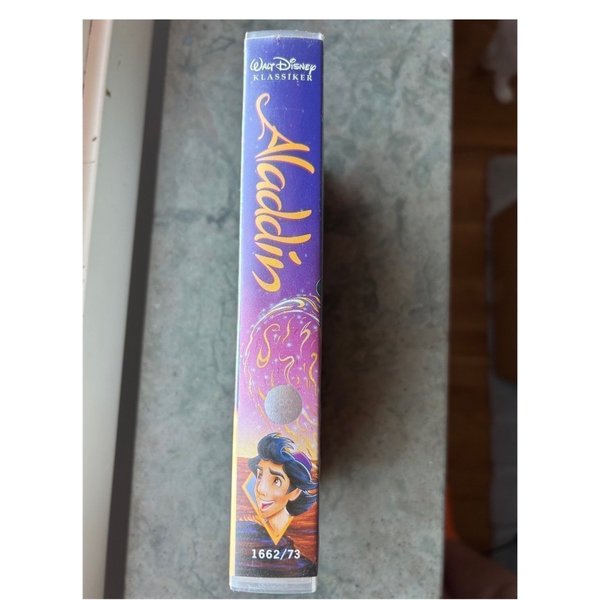 Walt Disney
KLASSIKER
Aladdin
1662/73